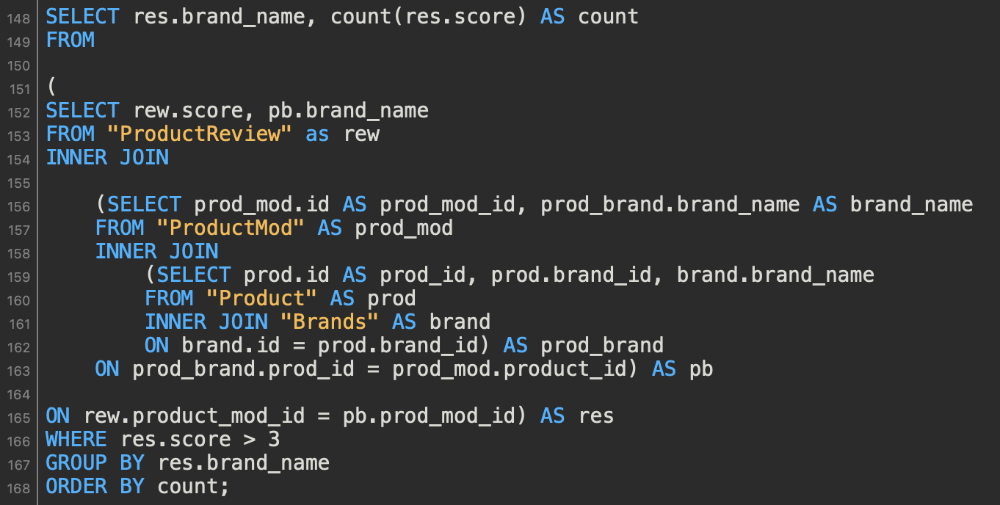 148 SELECT res.brand_name, count(res.score) AS count
149 FROM
150
151 (
152 SELECT rew.score, pb.brand_name
153 FROM "ProductReview" as rew
154 INNER JOIN
155
156     (SELECT prod_mod.id AS prod_mod_id, prod_brand.brand_name AS brand_name
157     FROM "ProductMod" AS prod_mod
158     INNER JOIN
159         (SELECT prod.id AS prod_id, prod.brand_id, brand.brand_name
160         FROM "Product" AS prod
161         INNER JOIN "Brands" AS brand
162         ON brand.id = prod.brand_id) AS prod_brand
163     ON prod_brand.prod_id = prod_mod.product_id) AS pb
164
165 ON rew.product_mod_id = pb.prod_mod_id) AS res
166 WHERE res.score > 3
167 GROUP BY res.brand_name
168 ORDER BY count;